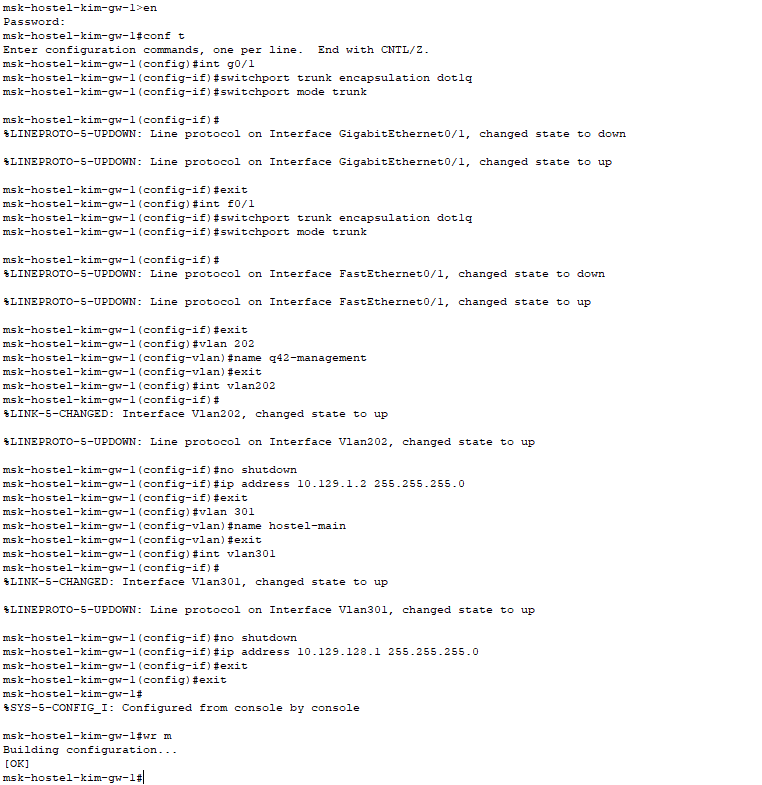 msk-hostel-kim-gw-1>en
Password:
msk-hostel-kim-gw-1#conf t
Enter configuration commands, one per line.  End with CNTL/Z.
msk-hostel-kim-gw-1(config)#int g0/1
msk-hostel-kim-gw-1(config-if)#switchport trunk encapsulation dot1q
msk-hostel-kim-gw-1(config-if)#switchport mode trunk
msk-hostel-kim-gw-1(config-if)#
%LINEPROTO-5-UPDOWN: Line protocol on Interface GigabitEthernet0/1, changed state to down
%LINEPROTO-5-UPDOWN: Line protocol on Interface GigabitEthernet0/1, changed state to up
msk-hostel-kim-gw-1(config-if)#exit
msk-hostel-kim-gw-1(config)#int f0/1
msk-hostel-kim-gw-1(config-if)#switchport trunk encapsulation dot1q
msk-hostel-kim-gw-1(config-if)#switchport mode trunk
msk-hostel-kim-gw-1(config-if)#
%LINEPROTO-5-UPDOWN: Line protocol on Interface FastEthernet0/1, changed state to down
%LINEPROTO-5-UPDOWN: Line protocol on Interface FastEthernet0/1, changed state to up
msk-hostel-kim-gw-1(config-if)#exit
msk-hostel-kim-gw-1(config)#vlan 202
msk-hostel-kim-gw-1(config-vlan)#name q42-management
msk-hostel-kim-gw-1(config-vlan)#exit
msk-hostel-kim-gw-1(config)#int vlan202
msk-hostel-kim-gw-1(config-if)#
%LINK-5-CHANGED: Interface Vlan202, changed state to up
%LINEPROTO-5-UPDOWN: Line protocol on Interface Vlan202, changed state to up
msk-hostel-kim-gw-1(config-if)#no shutdown
msk-hostel-kim-gw-1(config-if)#ip address 10.129.1.2 255.255.255.0
msk-hostel-kim-gw-1(config-if)#exit
msk-hostel-kim-gw-1(config)#vlan 301
msk-hostel-kim-gw-1(config-vlan)#name hostel-main
msk-hostel-kim-gw-1(config-vlan)#exit
msk-hostel-kim-gw-1(config)#int vlan301
msk-hostel-kim-gw-1(config-if)#
%LINK-5-CHANGED: Interface Vlan301, changed state to up
%LINEPROTO-5-UPDOWN: Line protocol on Interface Vlan301, changed state to up
msk-hostel-kim-gw-1(config-if)#no shutdown
msk-hostel-kim-gw-1(config-if)#ip address 10.129.128.1 255.255.255.0
msk-hostel-kim-gw-1(config-if)#exit
msk-hostel-kim-gw-1(config)#exit
msk-hostel-kim-gw-1#
%SYS-5-CONFIG_I: Configured from console by console
msk-hostel-kim-gw-1#wr m
Building configuration...
[OK]
msk-hostel-kim-gw-1#